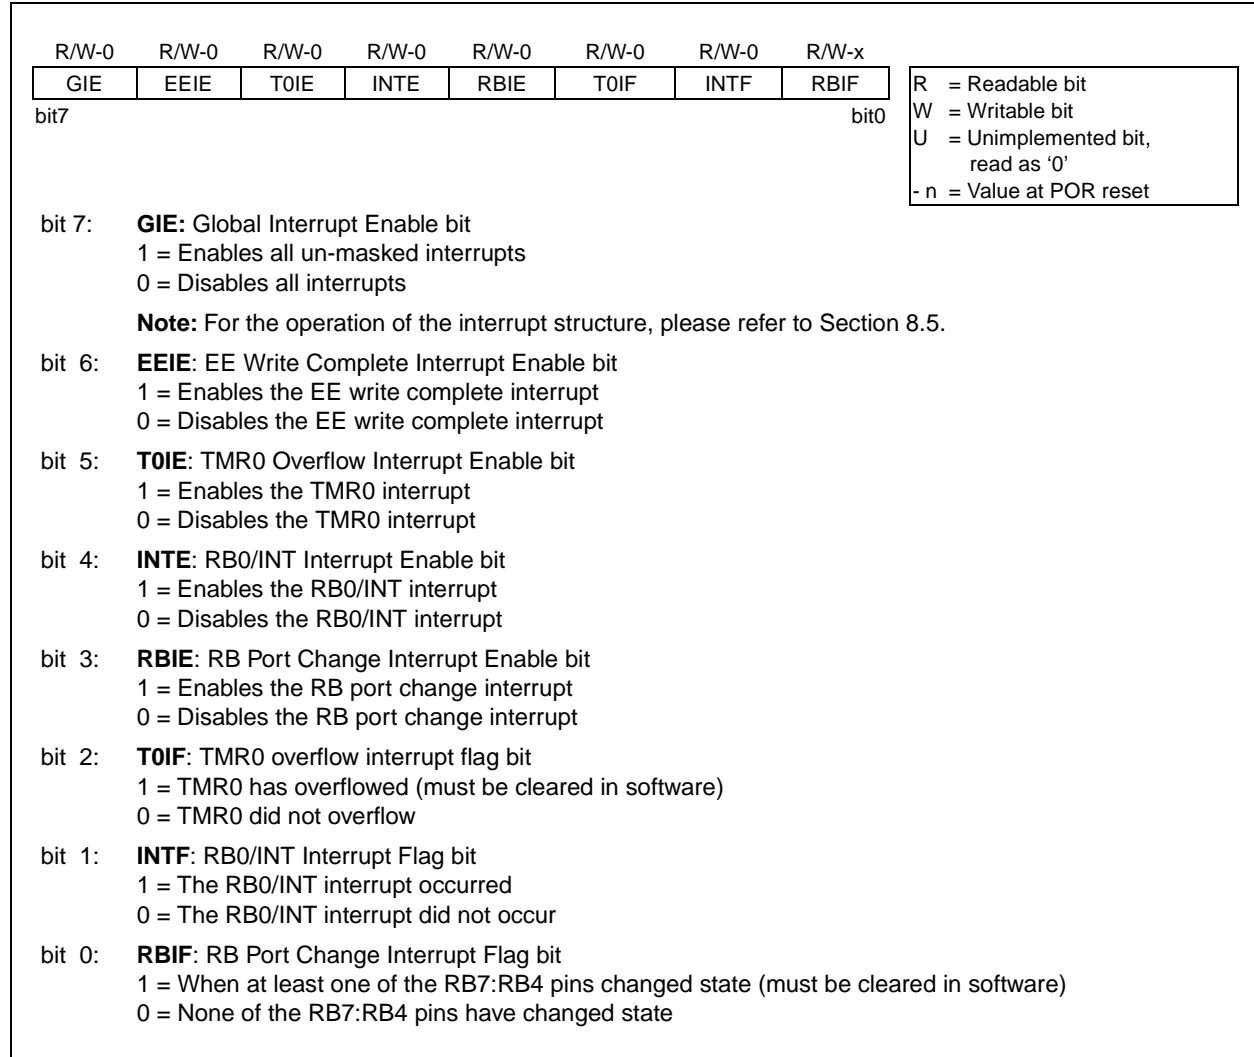 R/W-0 R/W-0 R/W-0 R/W-0 R/W-0 R/W-0 R/W-0 R/W-x
GIE EEIE T0IE INTE RBIE T0IF INTF RBIF
bit7 bit0
R = Readable bit
W = Writable bit
U = Unimplemented bit,
read as ‘0’
- n = Value at POR reset
bit 7: GIE: Global Interrupt Enable bit
1 = Enables all un-masked interrupts
0 = Disables all interrupts
Note: For the operation of the interrupt structure, please refer to Section 8.5.
bit 6: EEIE: EE Write Complete Interrupt Enable bit
1 = Enables the EE write complete interrupt
0 = Disables the EE write complete interrupt
bit 5: T0IE: TMR0 Overflow Interrupt Enable bit
1 = Enables the TMR0 interrupt
0 = Disables the TMR0 interrupt
bit 4: INTE: RB0/INT Interrupt Enable bit
1 = Enables the RB0/INT interrupt
0 = Disables the RB0/INT interrupt
bit 3: RBIE: RB Port Change Interrupt Enable bit
1 = Enables the RB port change interrupt
0 = Disables the RB port change interrupt
bit 2: T0IF: TMR0 overflow interrupt flag bit
1 = TMR0 has overflowed (must be cleared in software)
0 = TMR0 did not overflow
bit 1: INTF: RB0/INT Interrupt Flag bit
1 = The RB0/INT interrupt occurred
0 = The RB0/INT interrupt did not occur
bit 0: RBIF: RB Port Change Interrupt Flag bit
1 = When at least one of the RB7:RB4 pins changed state (must be cleared in software)
0 = None of the RB7:RB4 pins have changed state